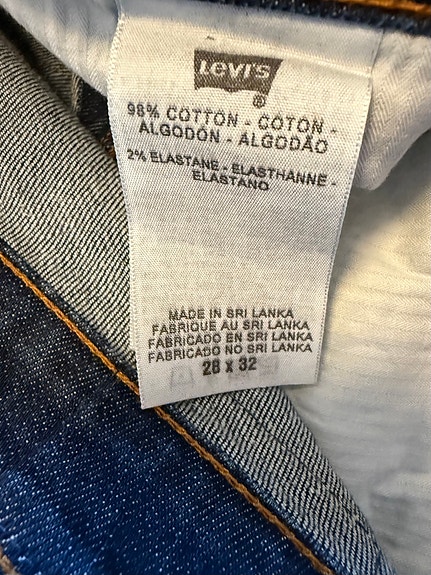 Levi's
®
98% COTTON - COTON -
ALGODÓN - ALGODÃO
2% ELASTANE - ELASTHANNE -
ELASTANO
MADE IN SRI LANKA
FABRIQUE AU SRI LANKA
FABRICADO EN SRI LANKA
FABRICADO NO SRI LANKA
28 x 32